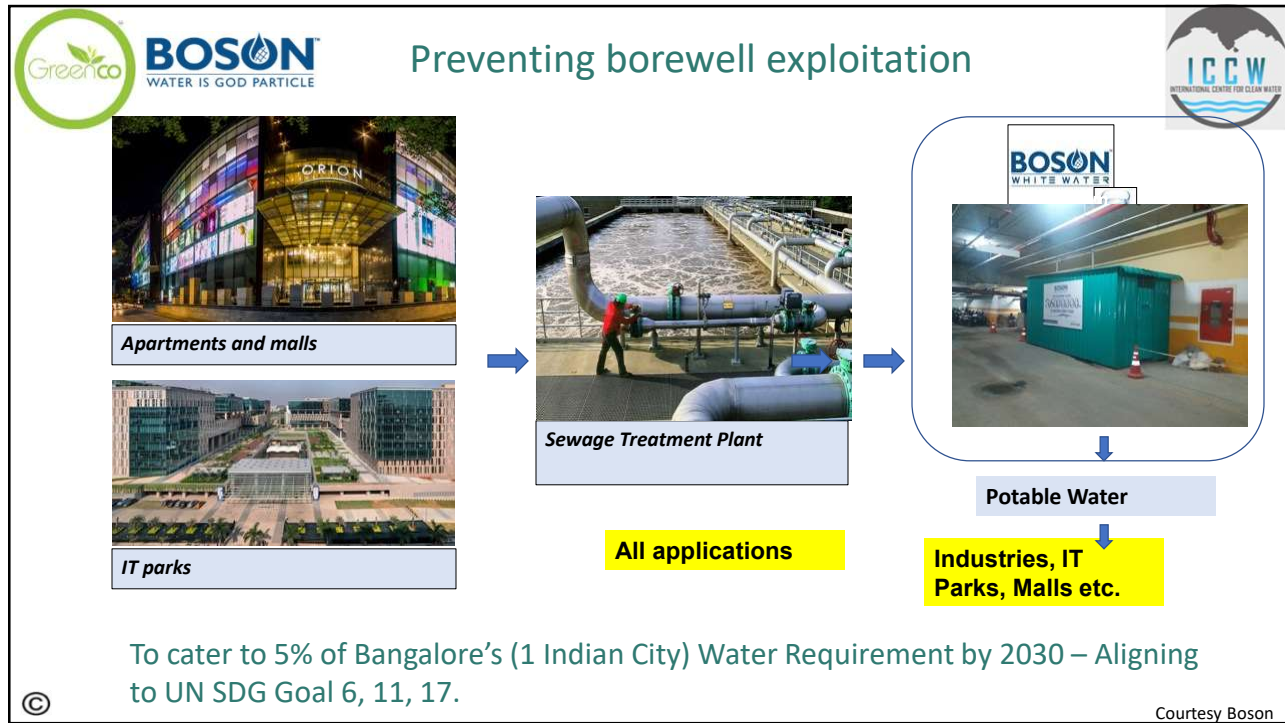 Greenco
BOSON™
WATER IS GOD PARTICLE
Preventing borewell exploitation
ICCW
INTERNATIONAL CENTRE FOR CLEAN WATER
ORION
Apartments and malls
IT parks
Sewage Treatment Plant
All applications
BOSON
WHITE WATER
BOSON
Potable Water
Industries, IT
Parks, Malls etc.
To cater to 5% of Bangalore’s (1 Indian City) Water Requirement by 2030 – Aligning
to UN SDG Goal 6, 11, 17.
©
Courtesy Boson